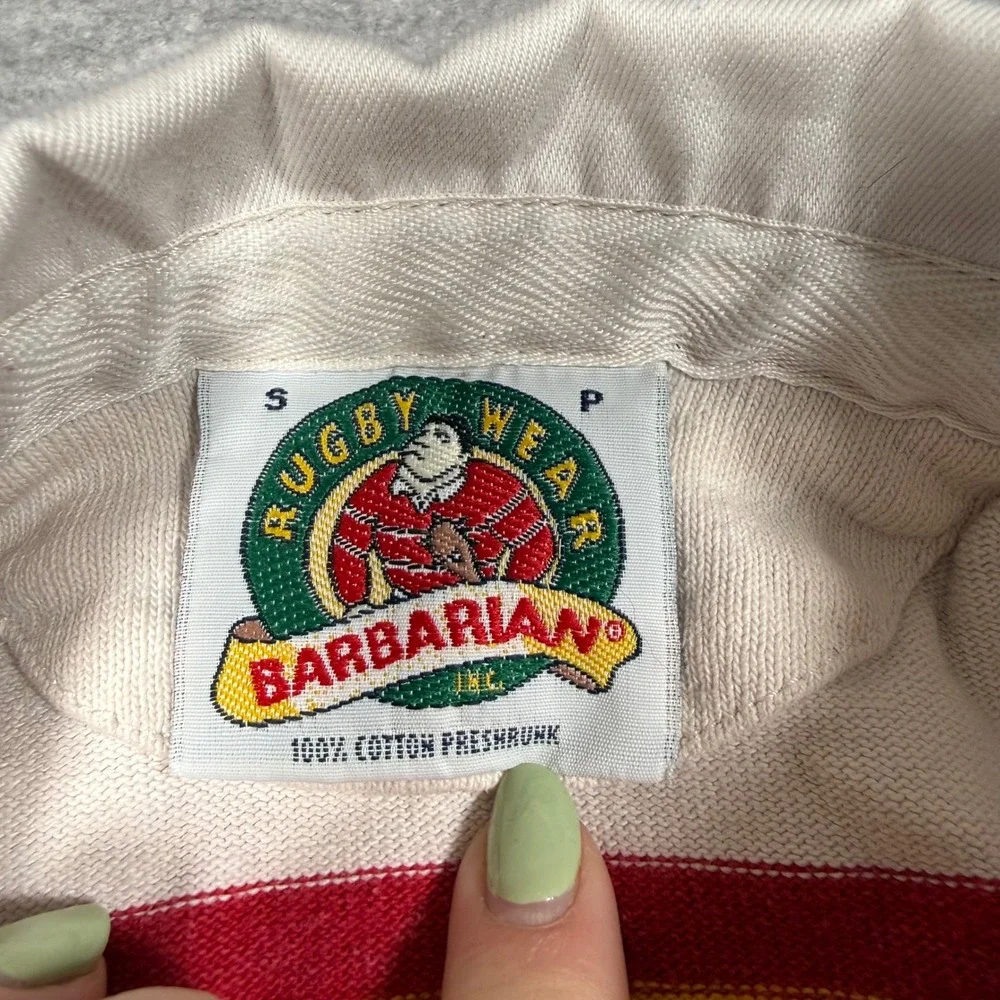 S P
RUGBY WEAR
BARBARIAN®
INC.
100% COTTON PRESHRUNK